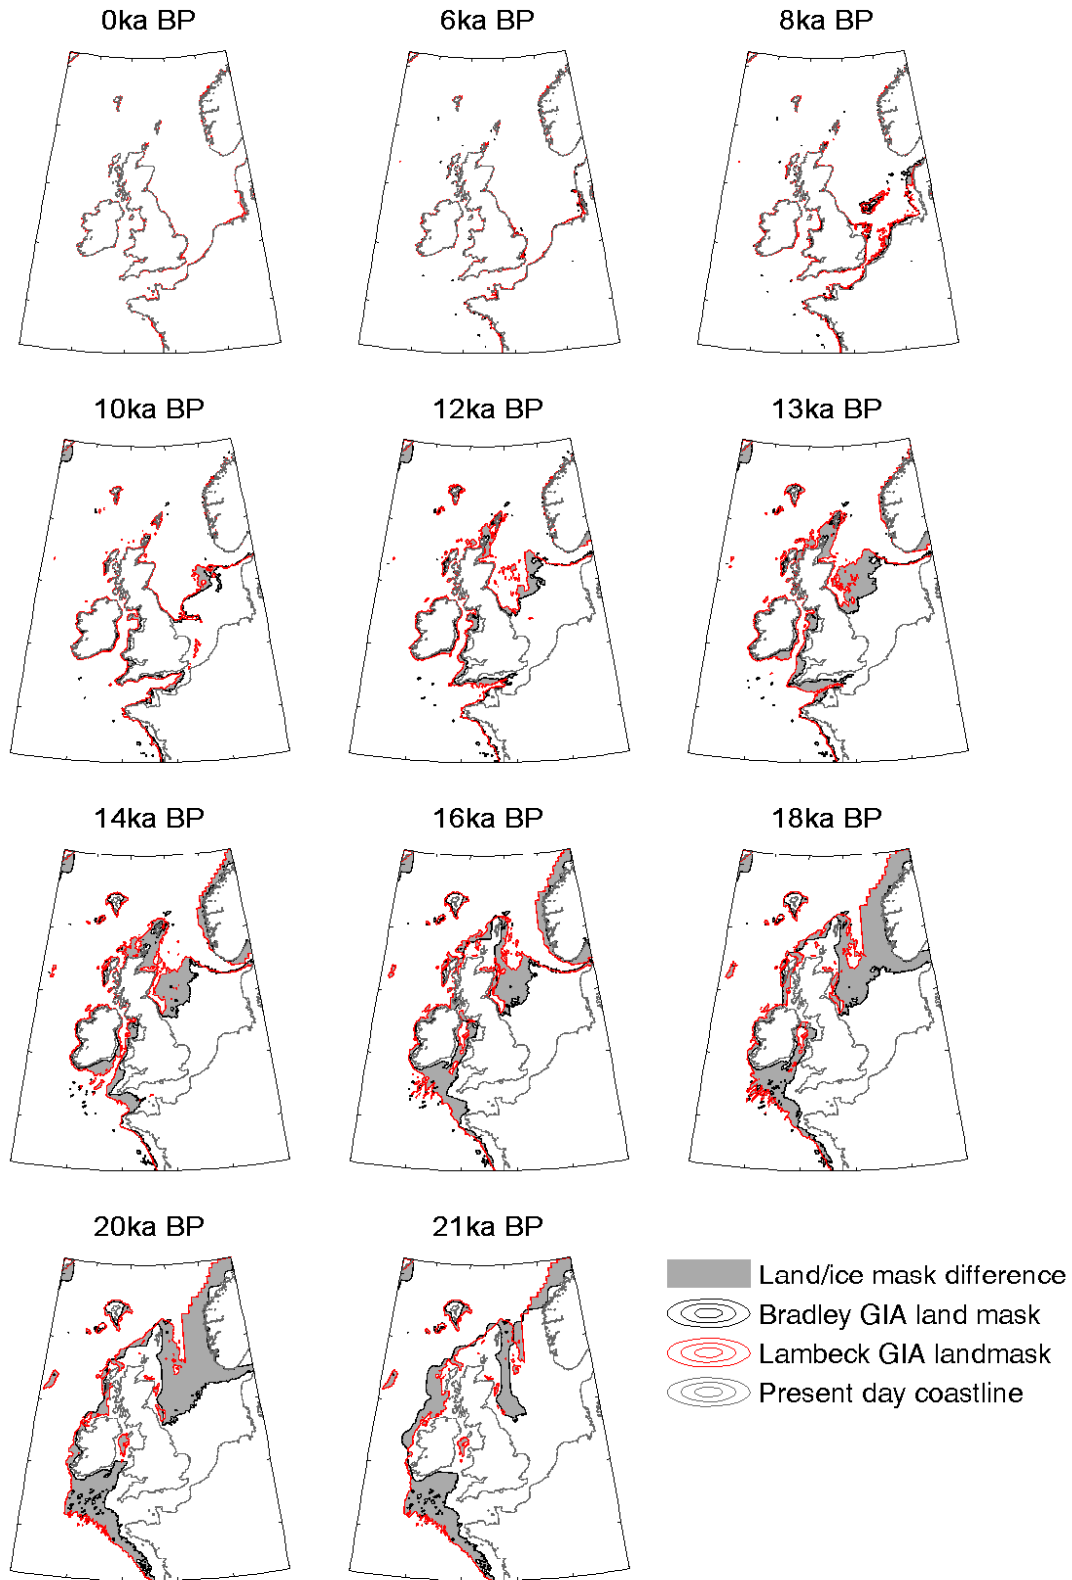 0ka BP
6ka BP
8ka BP
10ka BP
12ka BP
13ka BP
14ka BP
16ka BP
18ka BP
20ka BP
21ka BP
Land/ice mask difference
Bradley GIA land mask
Lambeck GIA landmask
Present day coastline